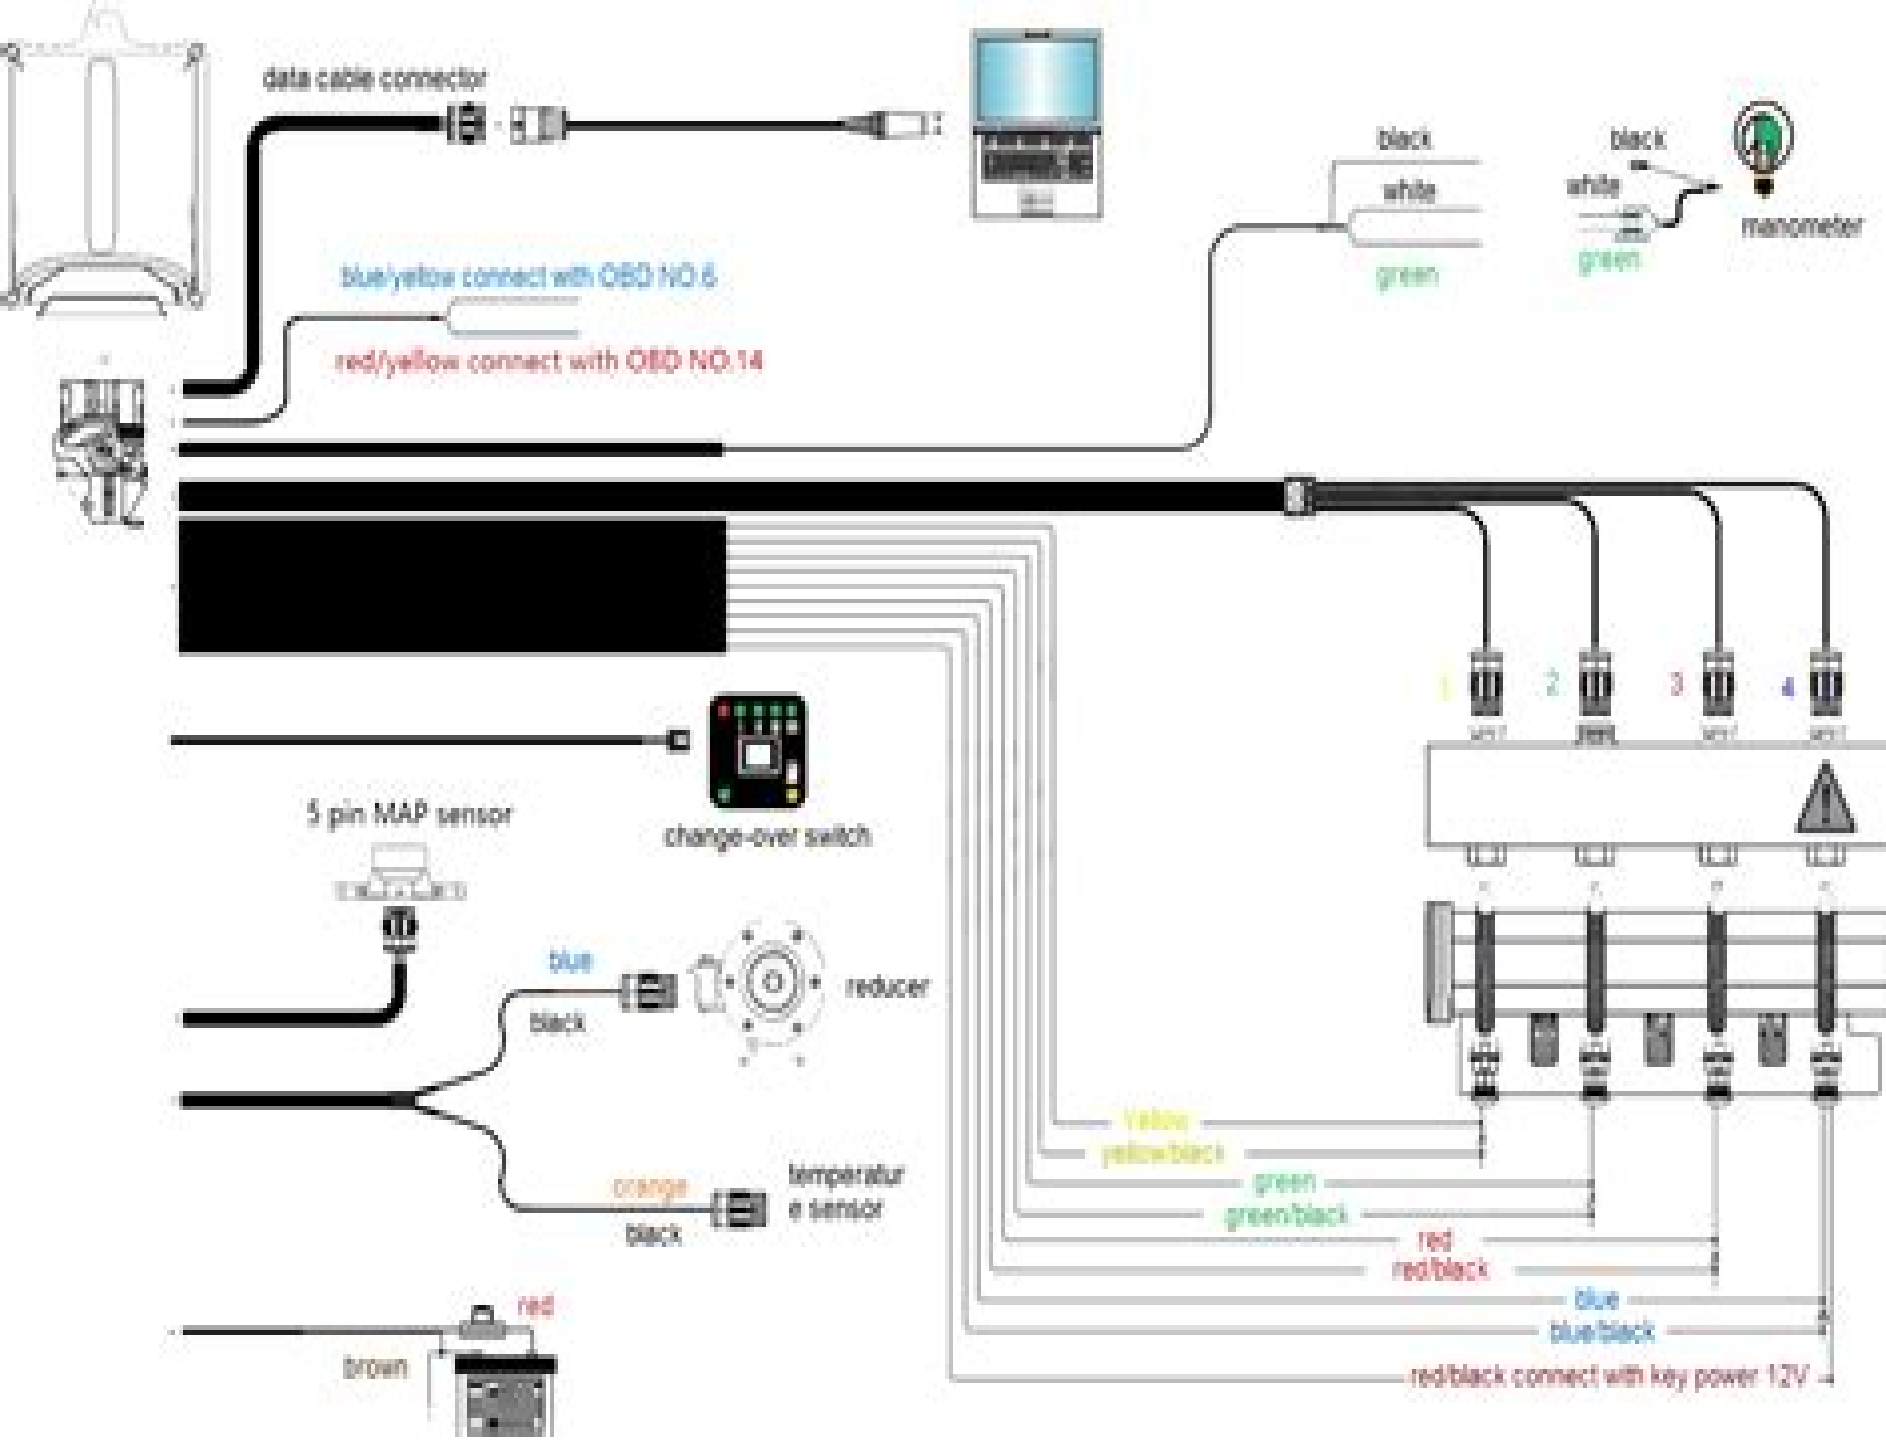 data cable connector
black
black
white
white
manometer
green
green
blue/yellow connect with OBD NO.6
red/yellow connect with OBD NO.14
1
2
3
4
5 pin MAP sensor
change-over switch
blue
reducer
black
Yellow
yellow/black
green
green/black
orange
temperatur
e sensor
black
red
red/black
blue
blue/black
red
brown
red/black connect with key power 12V